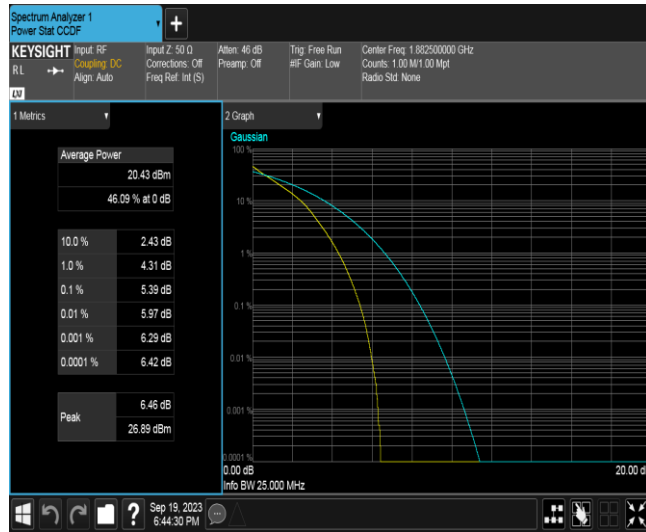 Spectrum Analyzer 1
Power Stat CCDF
KEYSIGHT
RL
LXI
Input: RF
Coupling: DC
Align: Auto
Input Z: 50 Ω
Corrections: Off
Freq Ref: Int (S)
Atten: 46 dB
Preamp: Off
Trig: Free Run
#IF Gain: Low
Center Freq: 1.882500000 GHz
Counts: 1.00 M/1.00 Mpt
Radio Std: None
1 Metrics
Average Power
20.43 dBm
46.09 % at 0 dB
10.0 % 2.43 dB
1.0 % 4.31 dB
0.1 % 5.39 dB
0.01 % 5.97 dB
0.001 % 6.29 dB
0.0001 % 6.42 dB
Peak 6.46 dB
26.89 dBm
2 Graph
Gaussian
100 %
10 %
1 %
0.1 %
0.01 %
0.001 %
0.0001 %
0.00 dB 20.00 d
Info BW 25.000 MHz
?
Sep 19, 2023
6:44:30 PM